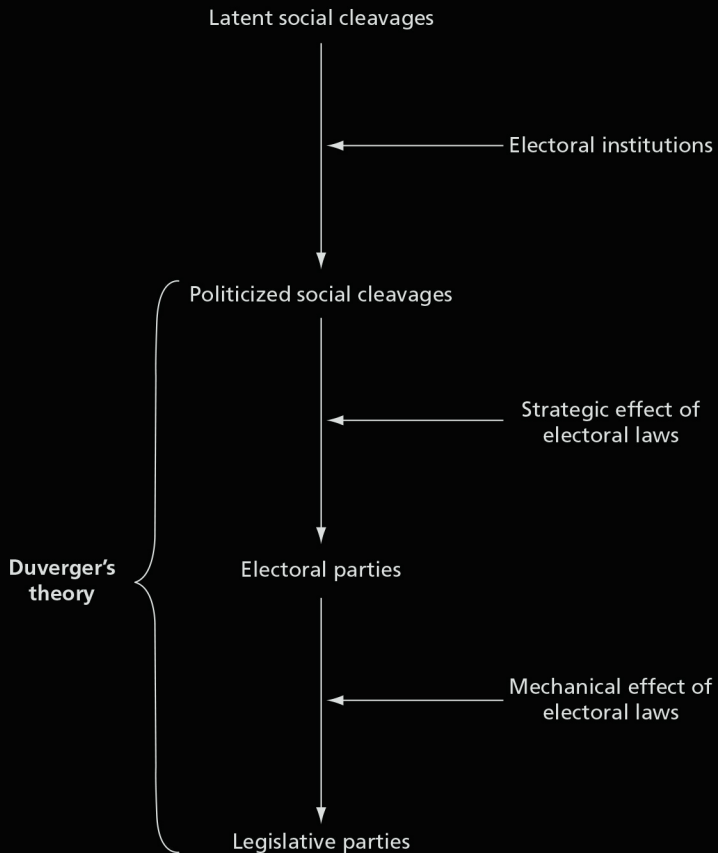 Latent social cleavages
Electoral institutions
Politicized social cleavages
Strategic effect of
electoral laws
Duverger’s
theory
Electoral parties
Mechanical effect of
electoral laws
Legislative parties